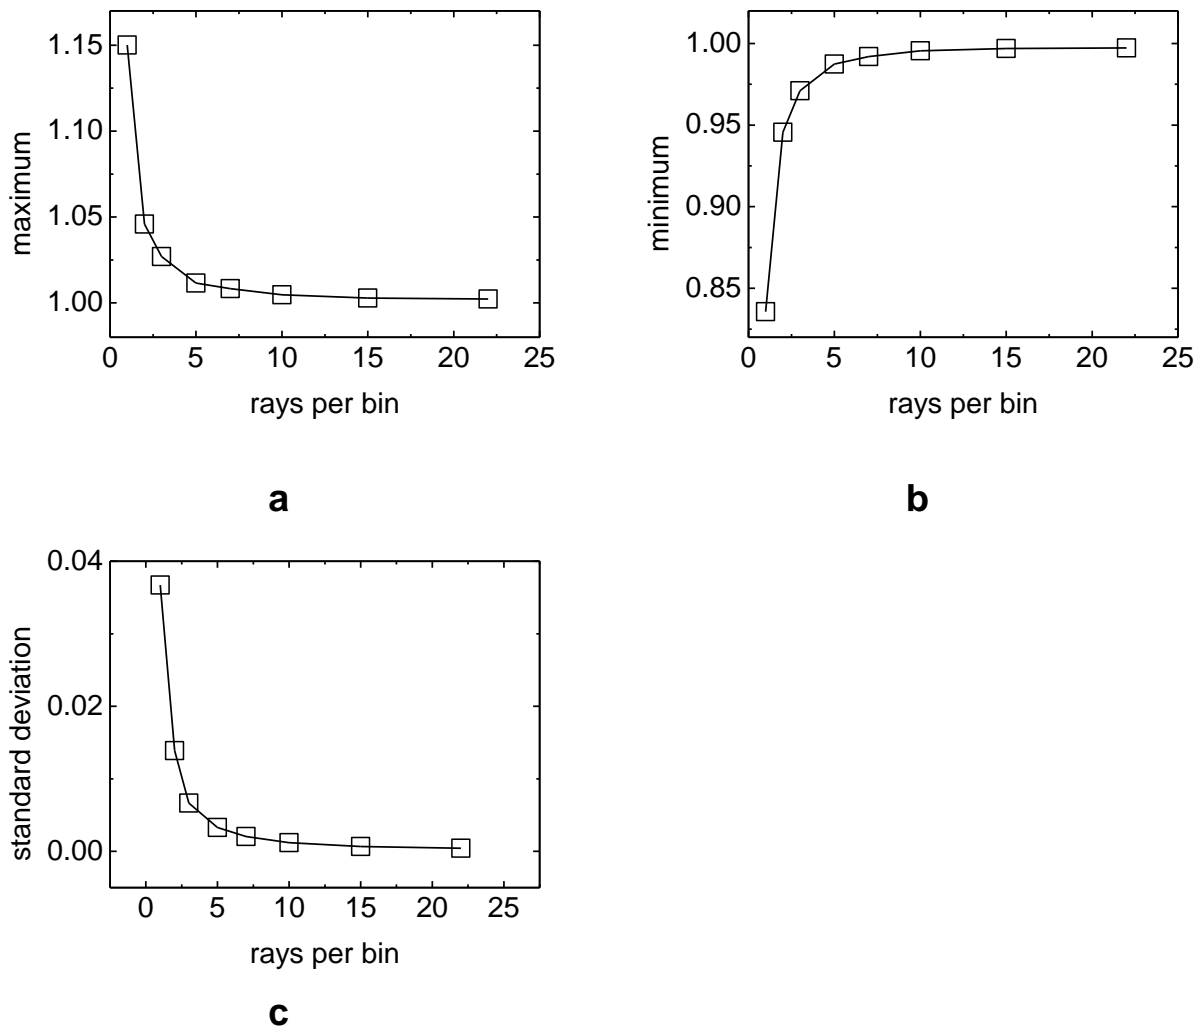 1.15
1.10
1.05
1.00
maximum
0 5 10 15 20 25
rays per bin
a
1.00
0.95
0.90
0.85
minimum
0 5 10 15 20 25
rays per bin
b
0.04
0.02
0.00
standard deviation
0 5 10 15 20 25
rays per bin
c